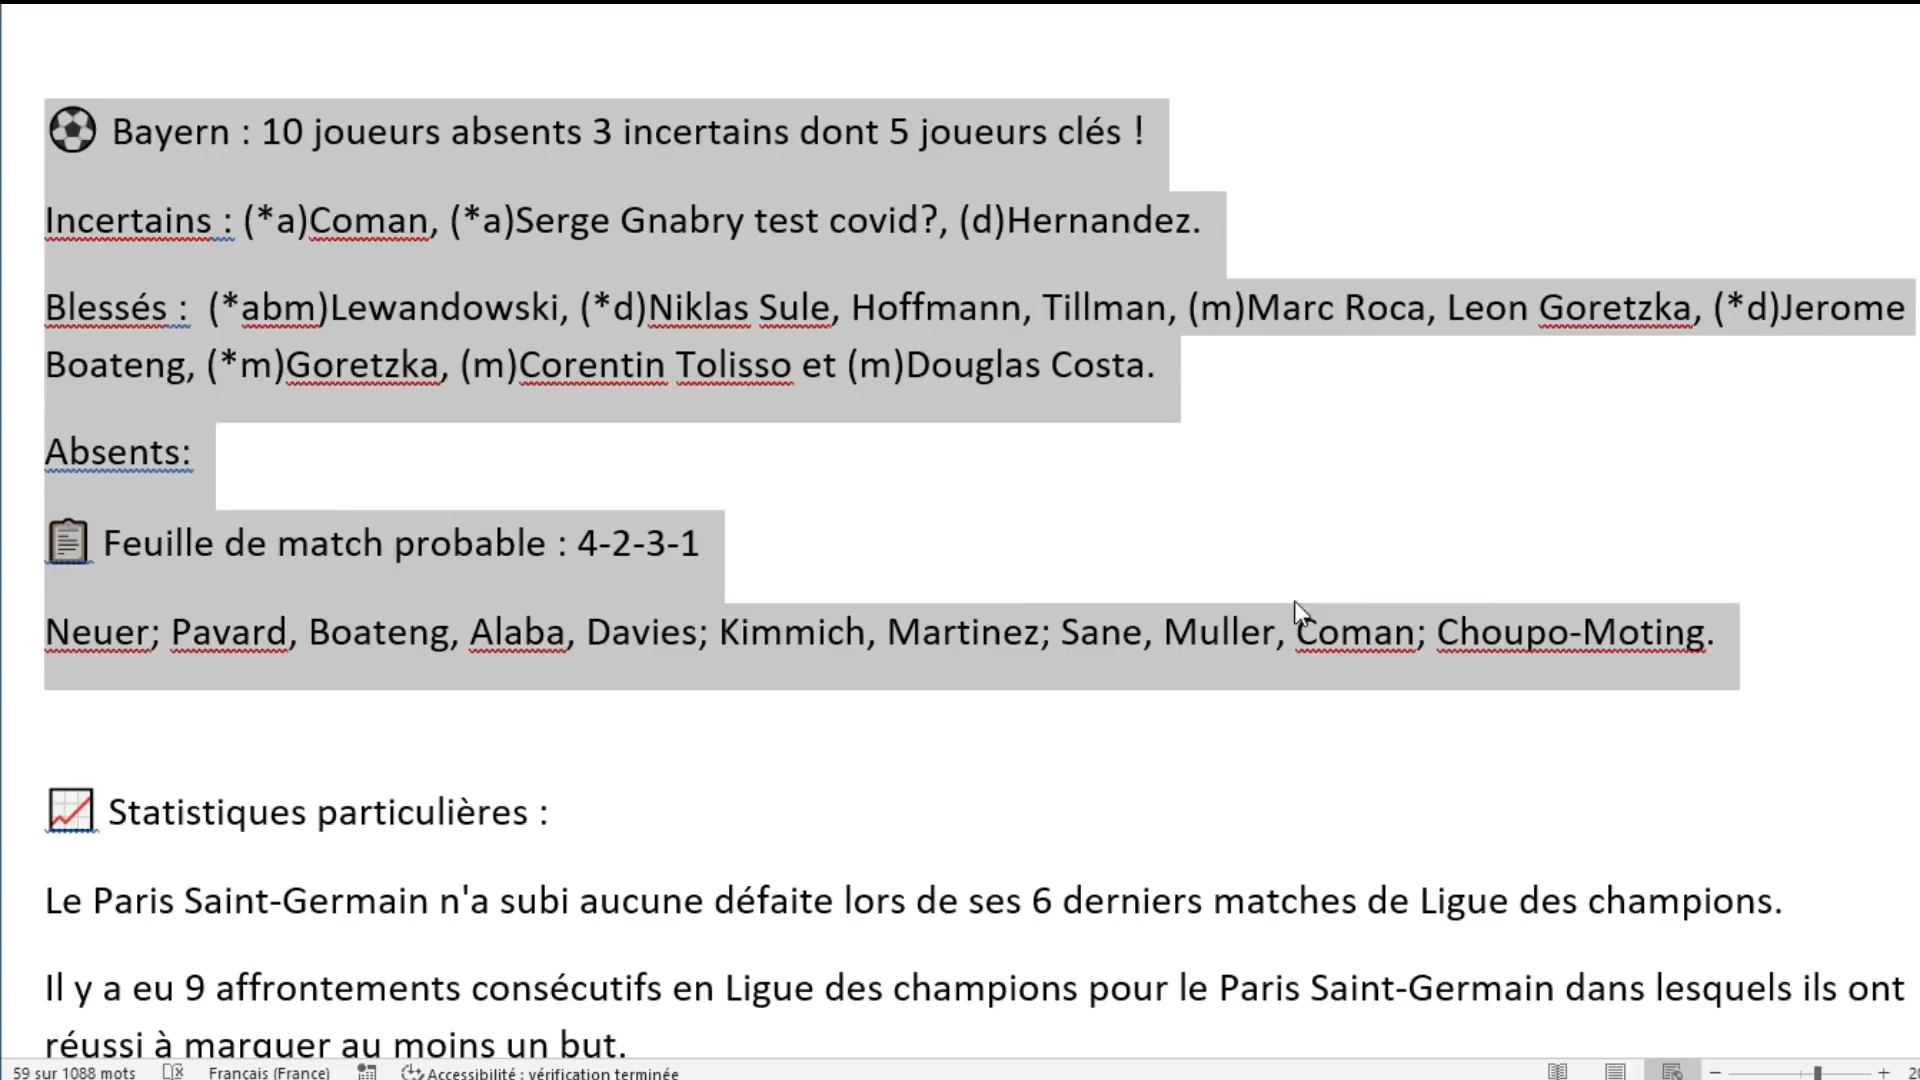 Bayern : 10 joueurs absents 3 incertains dont 5 joueurs clés !
Incertains : (*a)Coman, (*a)Serge Gnabry test covid?, (d)Hernandez.
Blessés :  (*abm)Lewandowski, (*d)Niklas Sule, Hoffmann, Tillman, (m)Marc Roca, Leon Goretzka, (*d)Jerome
Boateng, (*m)Goretzka, (m)Corentin Tolisso et (m)Douglas Costa.
Absents:
Feuille de match probable : 4-2-3-1
Neuer; Pavard, Boateng, Alaba, Davies; Kimmich, Martinez; Sane, Muller, Coman; Choupo-Moting.
Statistiques particulières :
Le Paris Saint-Germain n'a subi aucune défaite lors de ses 6 derniers matches de Ligue des champions.
Il y a eu 9 affrontements consécutifs en Ligue des champions pour le Paris Saint-Germain dans lesquels ils ont
réussi à marquer au moins un but.
59 sur 1088 mots Français (France) Accessibilité : vérification terminée